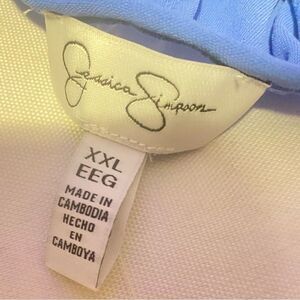 Jessica Simpson
XXL
EEG
MADE IN
CAMBODIA
HECHO
EN
CAMBOYA